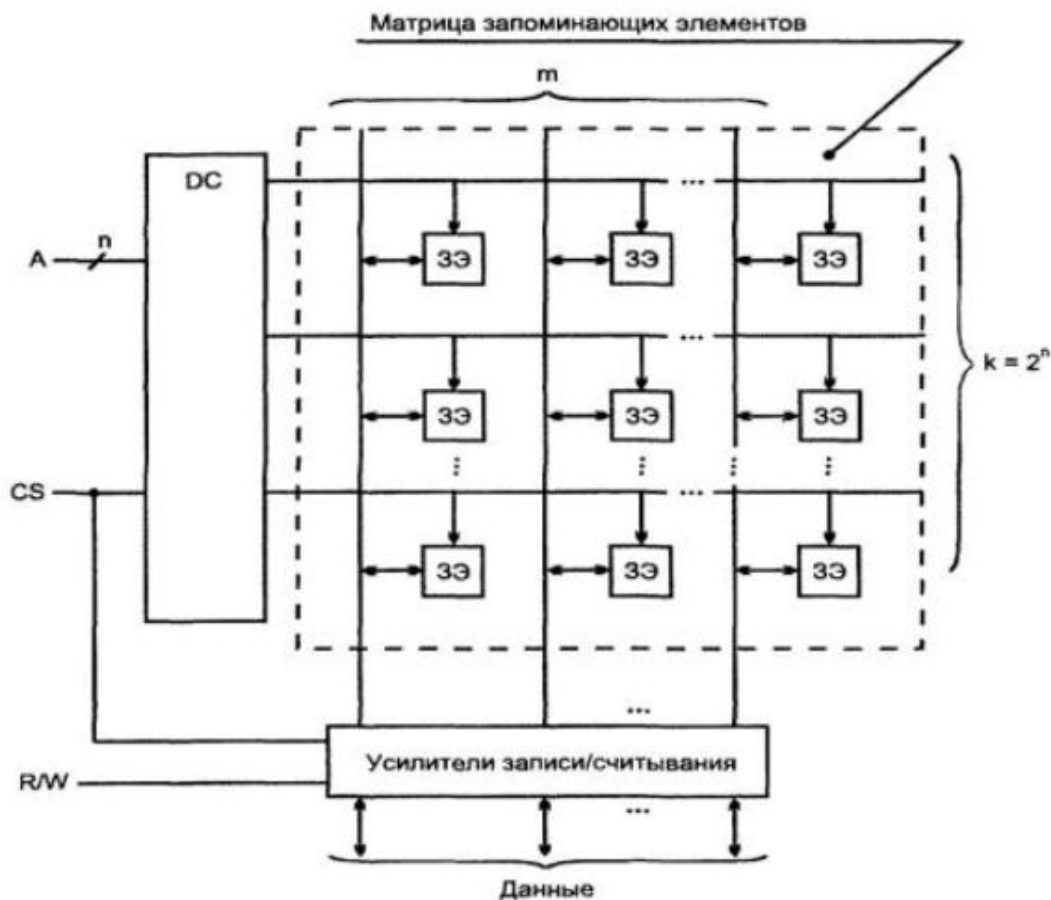 Матрица запоминающих элементов
m
DC
...
n
A
ЗЭ ЗЭ ЗЭ
...
k = 2ⁿ
ЗЭ ЗЭ ЗЭ
... ... ... ...
CS
...
ЗЭ ЗЭ ЗЭ
...
Усилители записи/считывания
R/W
...
Данные